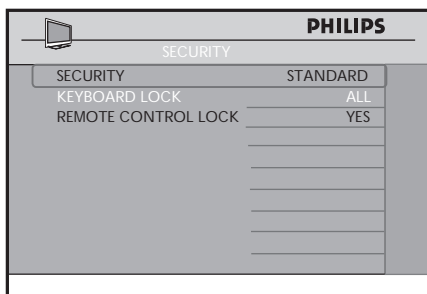 PHILIPS
SECURITY
SECURITY STANDARD
KEYBOARD LOCK ALL
REMOTE CONTROL LOCK YES